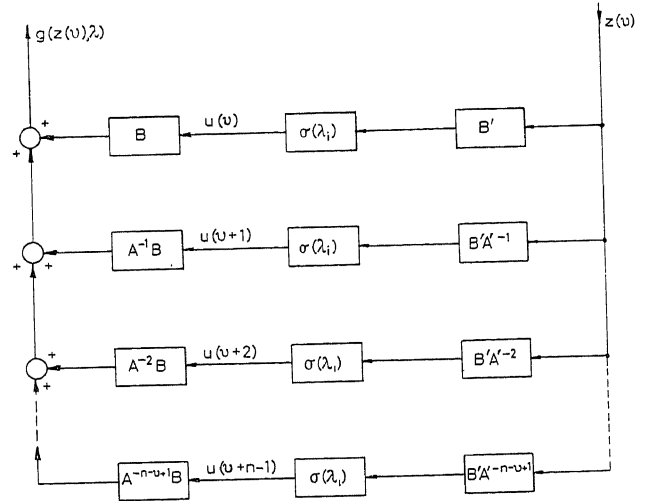 g(z(υ),λ)
z(υ)
+ B u(υ) σ(λᵢ) B'
+
A⁻¹B u(υ+1) σ(λᵢ) B'A'⁻¹
+ +
+ A⁻²B u(υ+2) σ(λᵢ) B'A'⁻²
+
A⁻ⁿ⁻ᵛ⁺¹B u(υ+n-1) σ(λᵢ) B'A'⁻ⁿ⁻ᵛ⁺¹